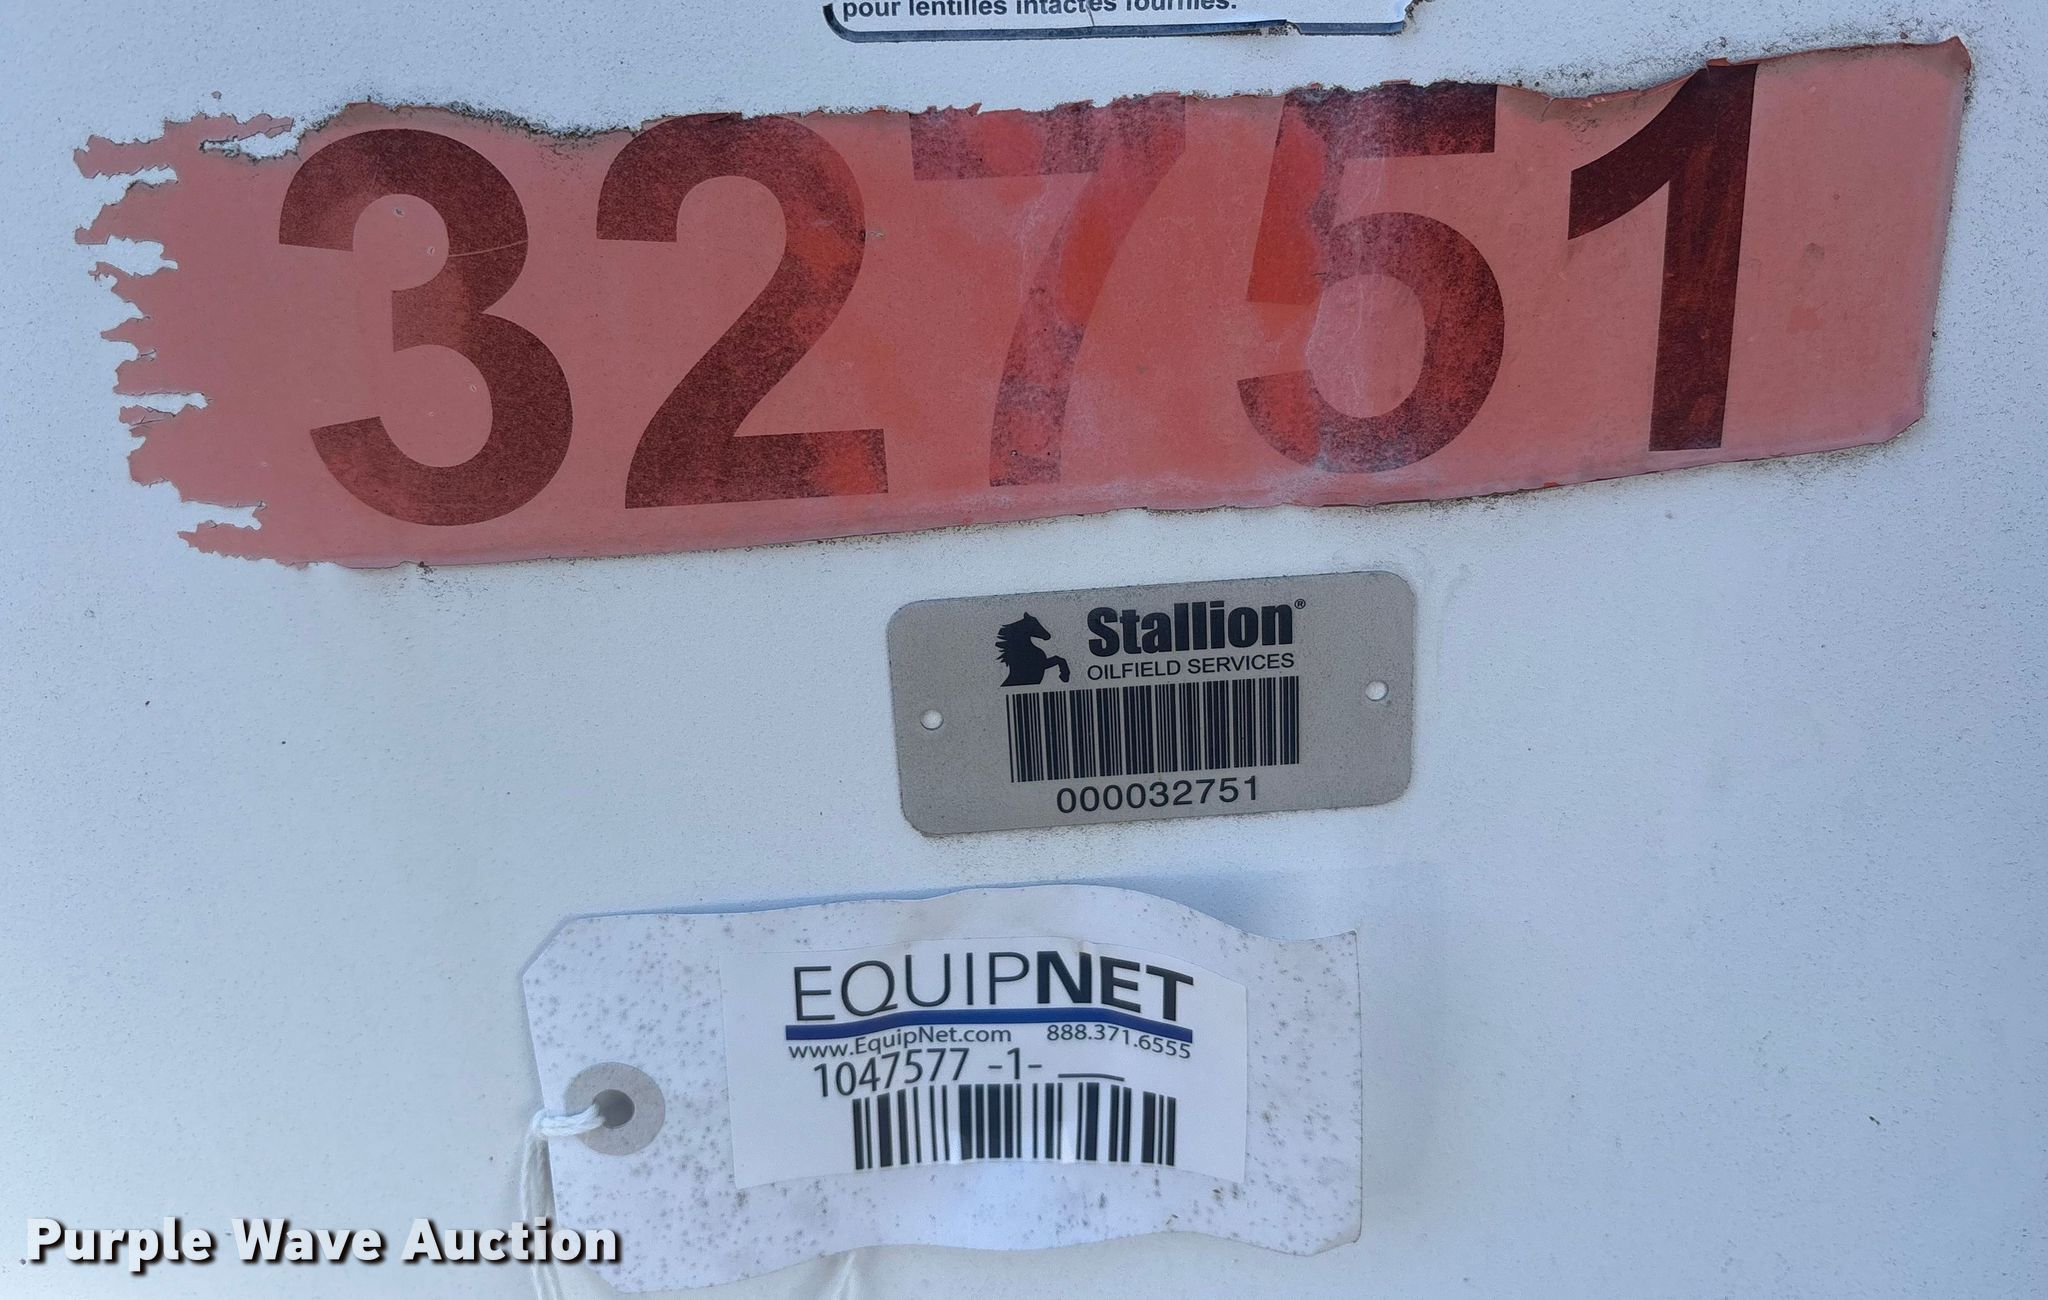 pour lentilles intactes fournies.
32751
Stallion®
OILFIELD SERVICES
000032751
EQUIPNET
www.EquipNet.com 888.371.6555
1047577 -1- ___
Purple Wave Auction